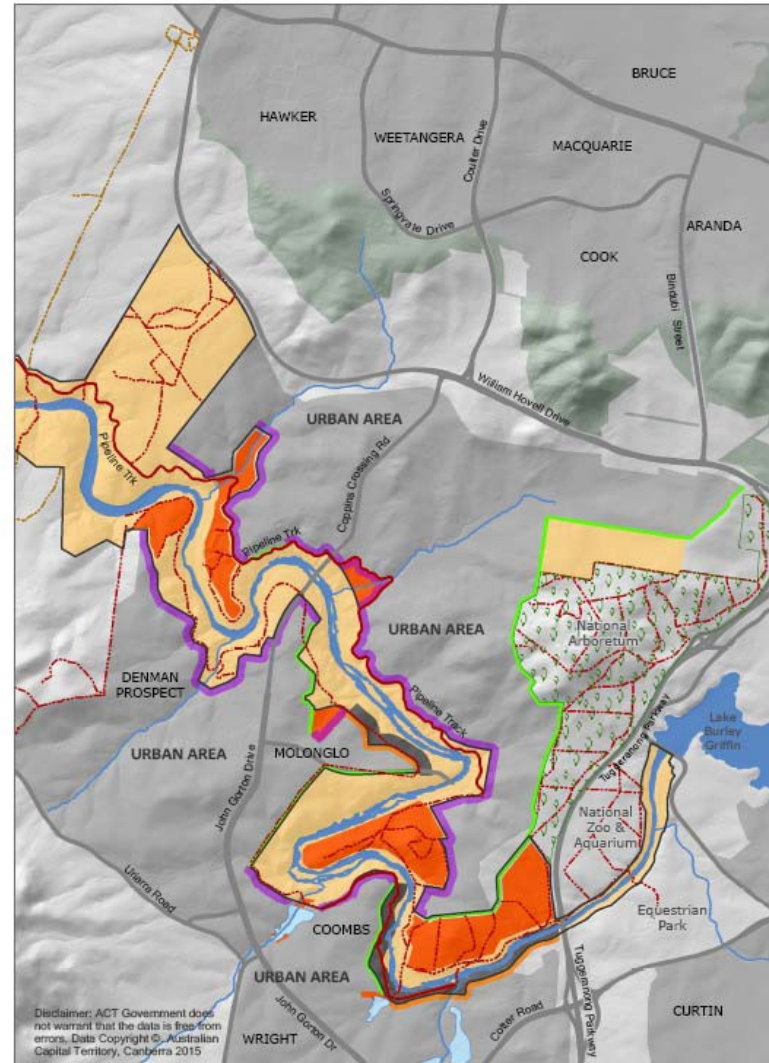 BRUCE
HAWKER
WEETANGERA
Coulter Drive
MACQUARIE
Springvale Drive
ARANDA
COOK
Bindubi Street
William Hovell Drive
URBAN AREA
Pipeline Trk
Coppins Crossing Rd
Pipeline Trk
URBAN AREA
National
Arboretum
DENMAN
PROSPECT
Pipeline Track
Tuggeranong Parkway
Lake
Burley
Griffin
URBAN AREA
MOLONGLO
John Gorton Drive
National
Zoo &
Aquarium
Uriarra Road
Equestrian
Park
COOMBS
URBAN AREA
John Gorton Dr
Cotter Road
Tuggeranong Parkway
CURTIN
WRIGHT
Disclaimer: ACT Government does
not warrant that the data is free from
errors. Data Copyright ©. Australian
Capital Territory, Canberra 2015